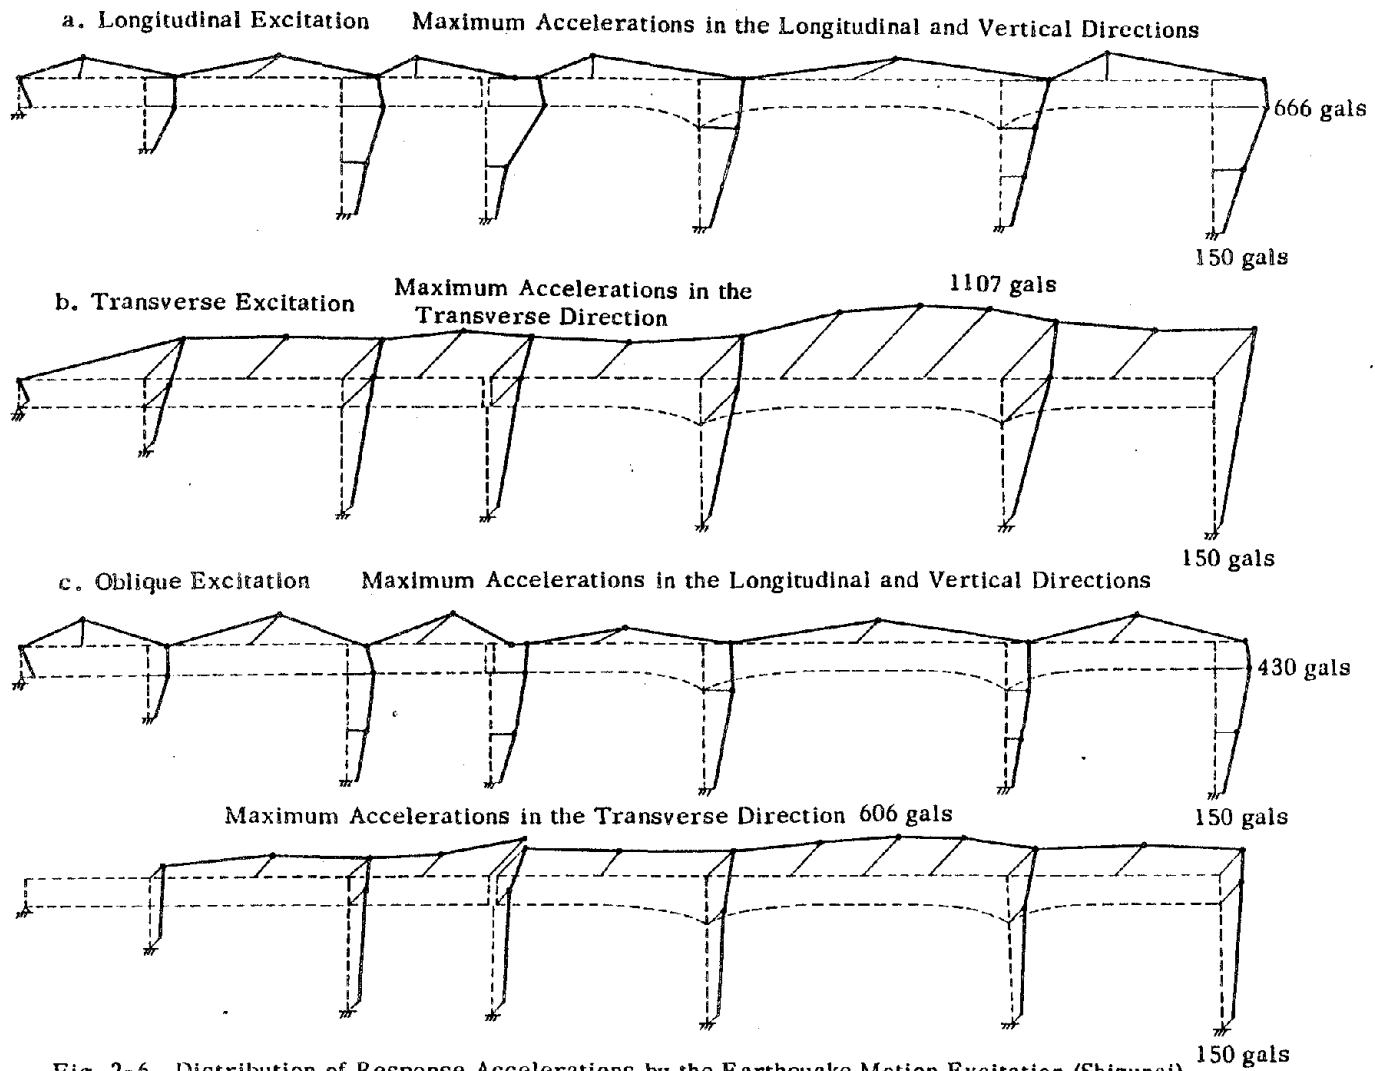 a. Longitudinal Excitation Maximum Accelerations in the Longitudinal and Vertical Directions
666 gals
150 gals
b. Transverse Excitation Maximum Accelerations in the
Transverse Direction
1107 gals
150 gals
c. Oblique Excitation Maximum Accelerations in the Longitudinal and Vertical Directions
430 gals
150 gals
Maximum Accelerations in the Transverse Direction 606 gals
150 gals
Fig. 2-6 Distribution of Response Accelerations by the Earthquake Motion Excitation (Shizunai)